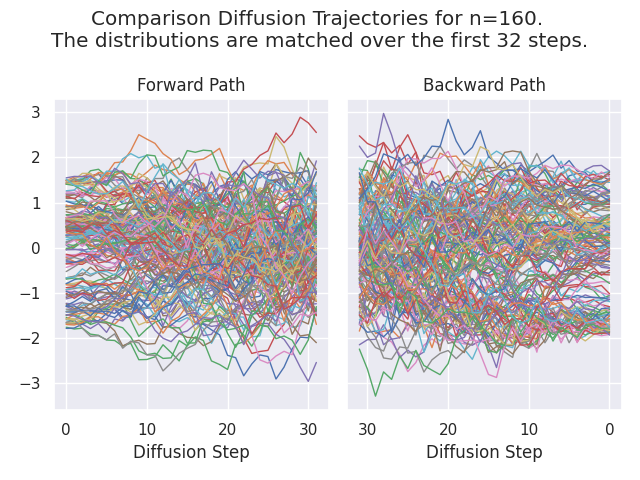 Comparison Diffusion Trajectories for n=160.
The distributions are matched over the first 32 steps.
Forward Path
Backward Path
3
2
1
0
−1
−2
−3
0 10 20 30
30 20 10 0
Diffusion Step
Diffusion Step